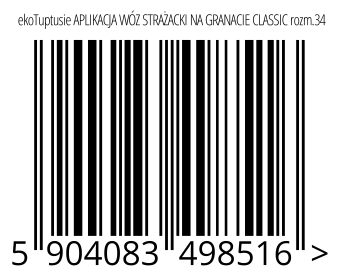 ekoTuptusie APLIKACJA WÓZ STRAŻACKI NA GRANACIE CLASSIC rozm.34
5 904083 498516 >